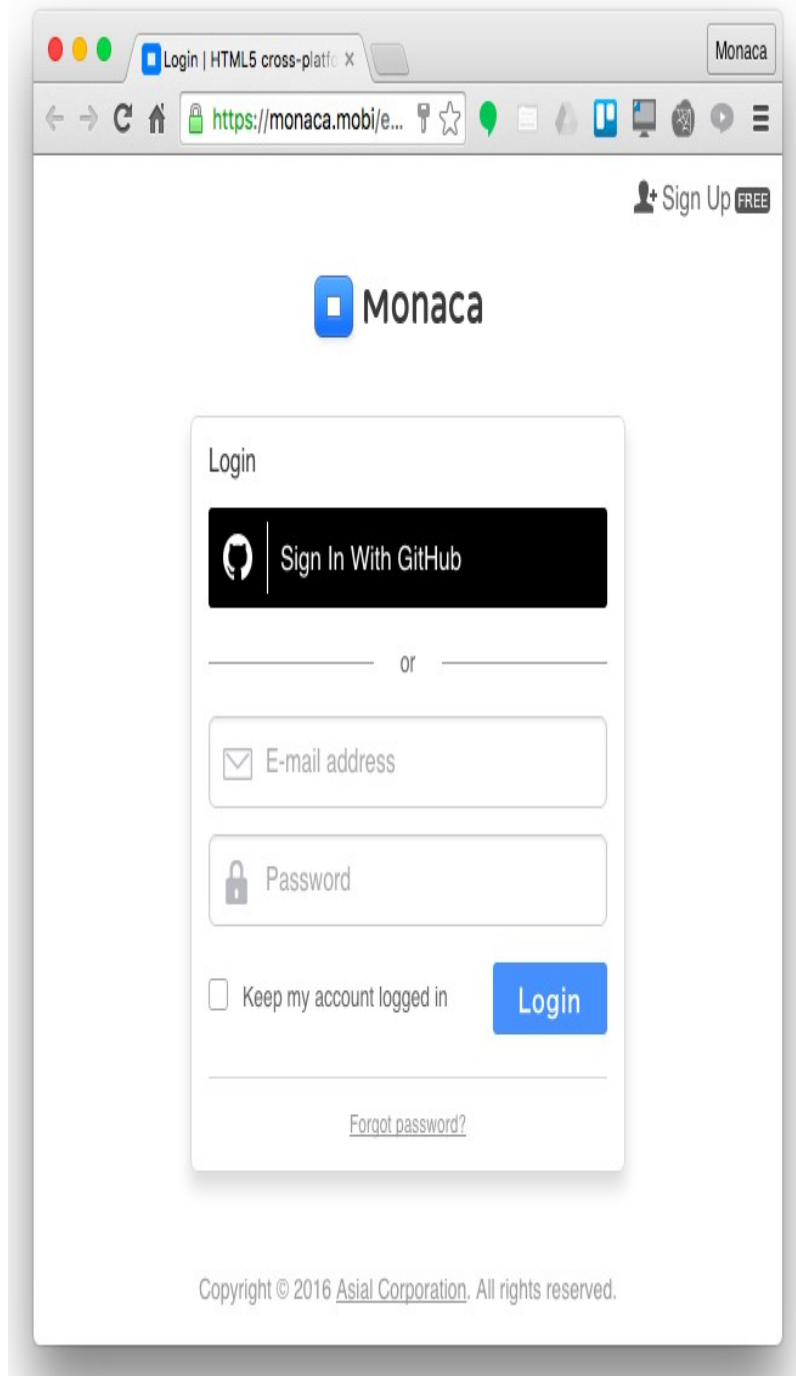 Login | HTML5 cross-platfo
Monaca
https://monaca.mobi/e...
Sign Up FREE
Monaca
Login
Sign In With GitHub
or
E-mail address
Password
Keep my account logged in
Login
Forgot password?
Copyright © 2016 Asial Corporation. All rights reserved.